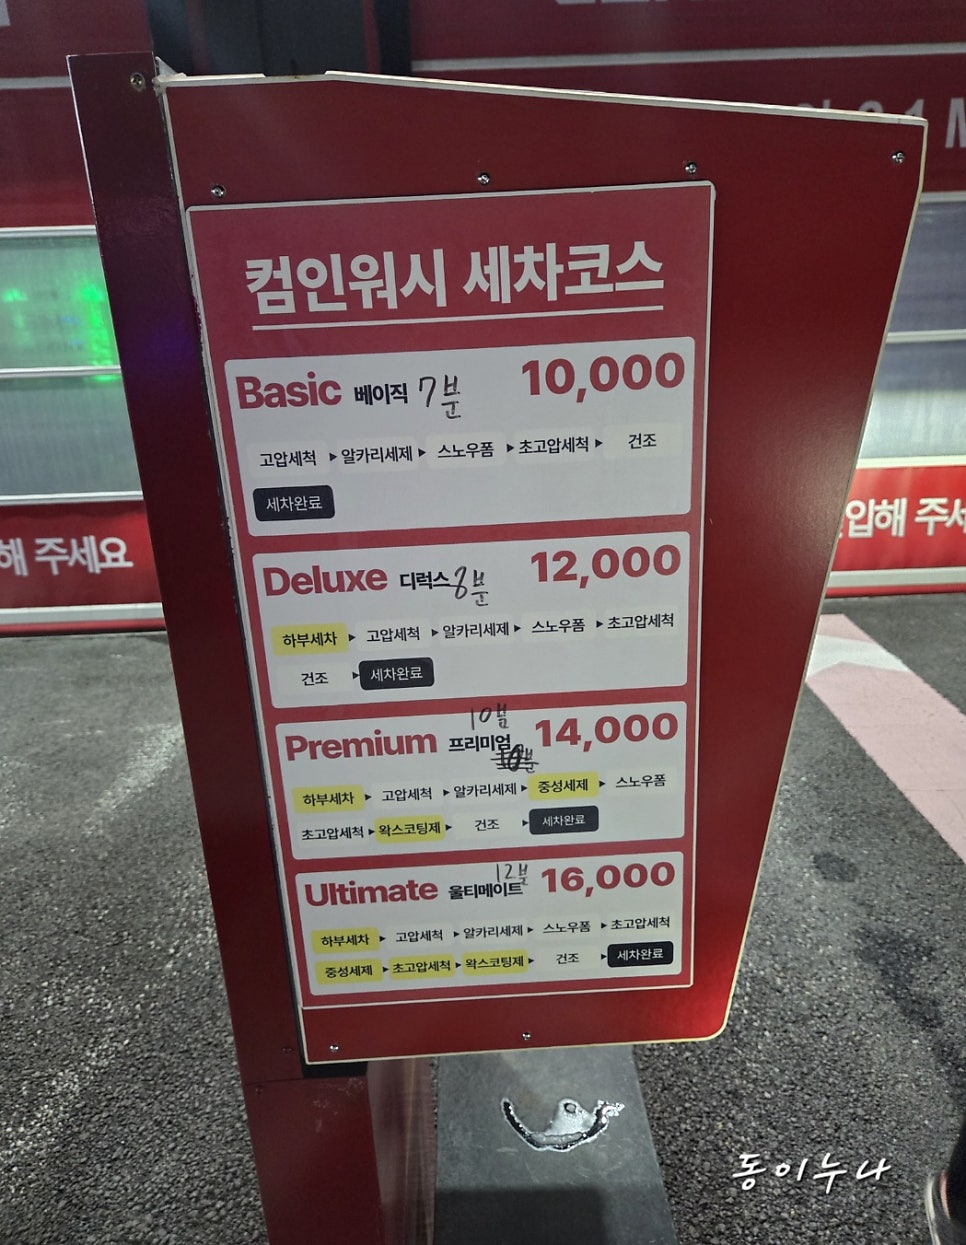 컴인워시 세차코스
Basic 베이직 7분 10,000
고압세척 ▶ 알카리세제 ▶ 스노우폼 ▶ 초고압세척 ▶ 건조
세차완료
Deluxe 디럭스 8분 12,000
하부세차 ▶ 고압세척 ▶ 알카리세제 ▶ 스노우폼 ▶ 초고압세척
건조 ▶ 세차완료
10분
Premium 프리미엄 14,000
하부세차 ▶ 고압세척 ▶ 알카리세제 ▶ 중성세제 ▶ 스노우폼
초고압세척 ▶ 왁스코팅제 ▶ 건조 ▶ 세차완료
12분
Ultimate 울티메이트 16,000
하부세차 ▶ 고압세척 ▶ 알카리세제 ▶ 스노우폼 ▶ 초고압세척
중성세제 ▶ 초고압세척 ▶ 왁스코팅제 ▶ 건조 ▶ 세차완료
해 주세요
입해 주세
동이누나